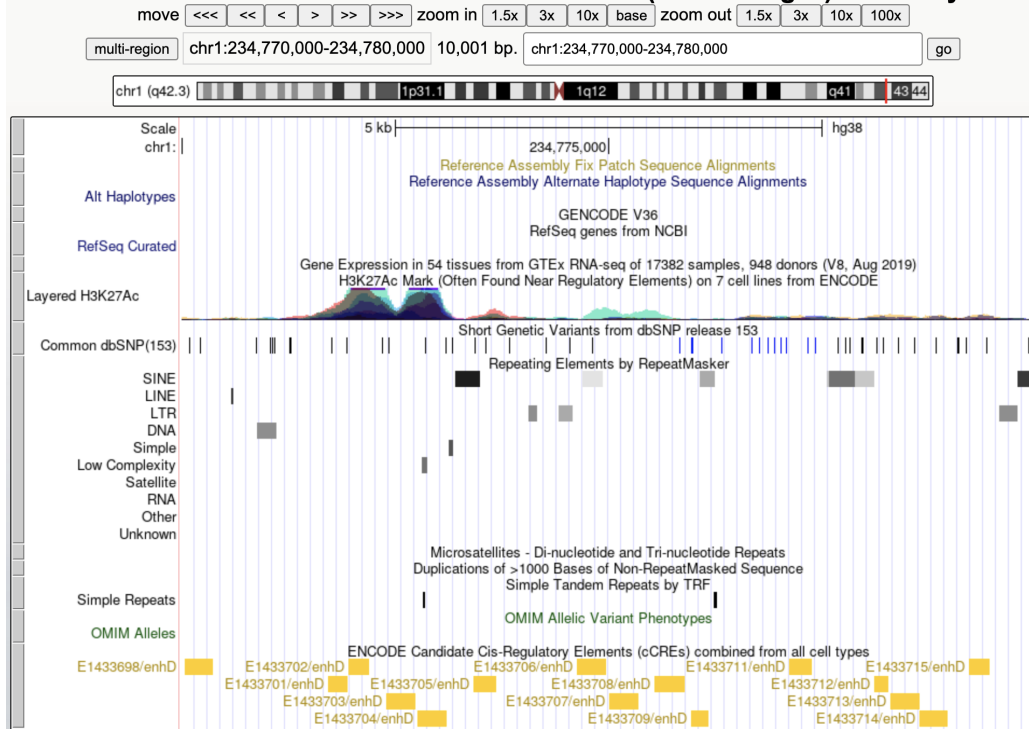 move <<< << < > >> >>> zoom in 1.5x 3x 10x base zoom out 1.5x 3x 10x 100x
multi-region chr1:234,770,000-234,780,000 10,001 bp. chr1:234,770,000-234,780,000 go
chr1 (q42.3) 1p31.1 1q12 q41 43 44
Scale 5 kb hg38
chr1: 234,775,000
Reference Assembly Fix Patch Sequence Alignments
Reference Assembly Alternate Haplotype Sequence Alignments
Alt Haplotypes
GENCODE V36
RefSeq genes from NCBI
RefSeq Curated
Gene Expression in 54 tissues from GTEx RNA-seq of 17382 samples, 948 donors (V8, Aug 2019)
H3K27Ac Mark (Often Found Near Regulatory Elements) on 7 cell lines from ENCODE
Layered H3K27Ac
Short Genetic Variants from dbSNP release 153
Common dbSNP(153)
Repeating Elements by RepeatMasker
SINE
LINE
LTR
DNA
Simple
Low Complexity
Satellite
RNA
Other
Unknown
Microsatellites - Di-nucleotide and Tri-nucleotide Repeats
Duplications of >1000 Bases of Non-RepeatMasked Sequence
Simple Tandem Repeats by TRF
Simple Repeats
OMIM Allelic Variant Phenotypes
OMIM Alleles
ENCODE Candidate Cis-Regulatory Elements (cCREs) combined from all cell types
E1433698/enhD E1433702/enhD E1433706/enhD E1433711/enhD E1433715/enhD
E1433701/enhD E1433705/enhD E1433708/enhD E1433712/enhD
E1433703/enhD E1433707/enhD E1433713/enhD
E1433704/enhD E1433709/enhD E1433714/enhD